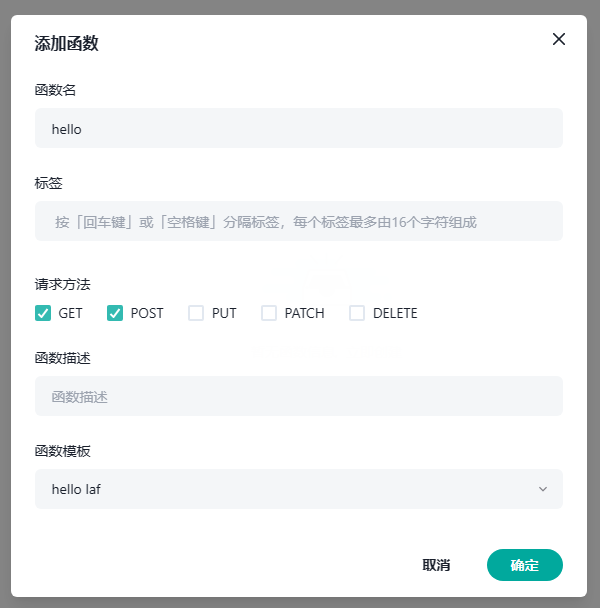 添加函数
函数名
hello
标签
按「回车键」或「空格键」分隔标签，每个标签最多由16个字符组成
请求方法
GET POST PUT PATCH DELETE
函数描述
函数描述
函数模板
hello laf
取消 确定